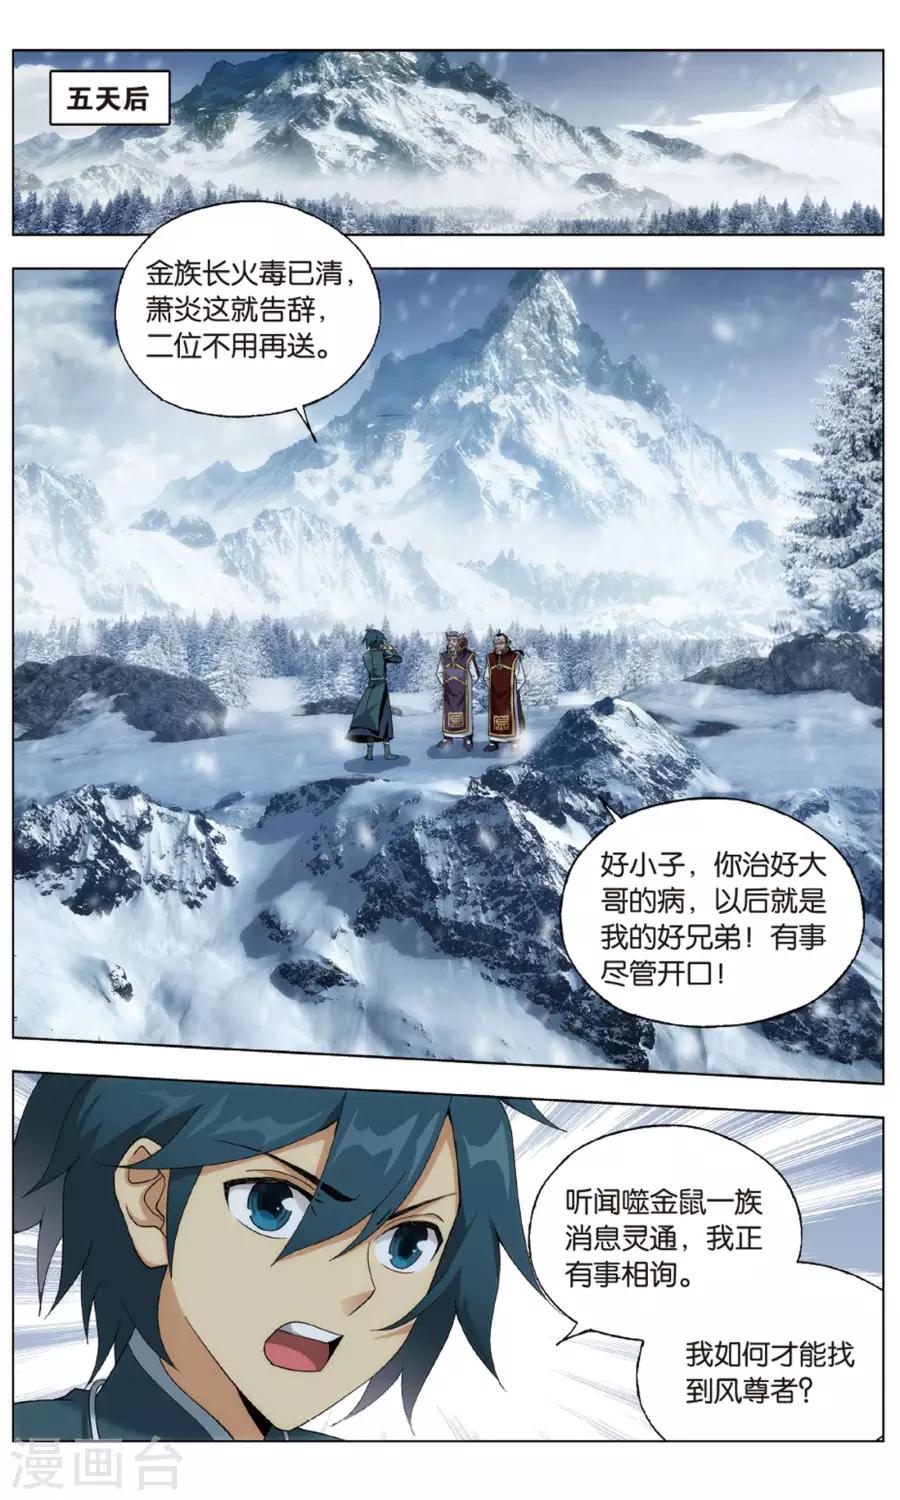 五天后
金族长火毒已清，
萧炎这就告辞，
二位不用再送。
好小子，你治好大
哥的病，以后就是
我的好兄弟！有事
尽管开口！
听闻噬金鼠一族
消息灵通，我正
有事相询。
我如何才能找
到风尊者？
漫画台